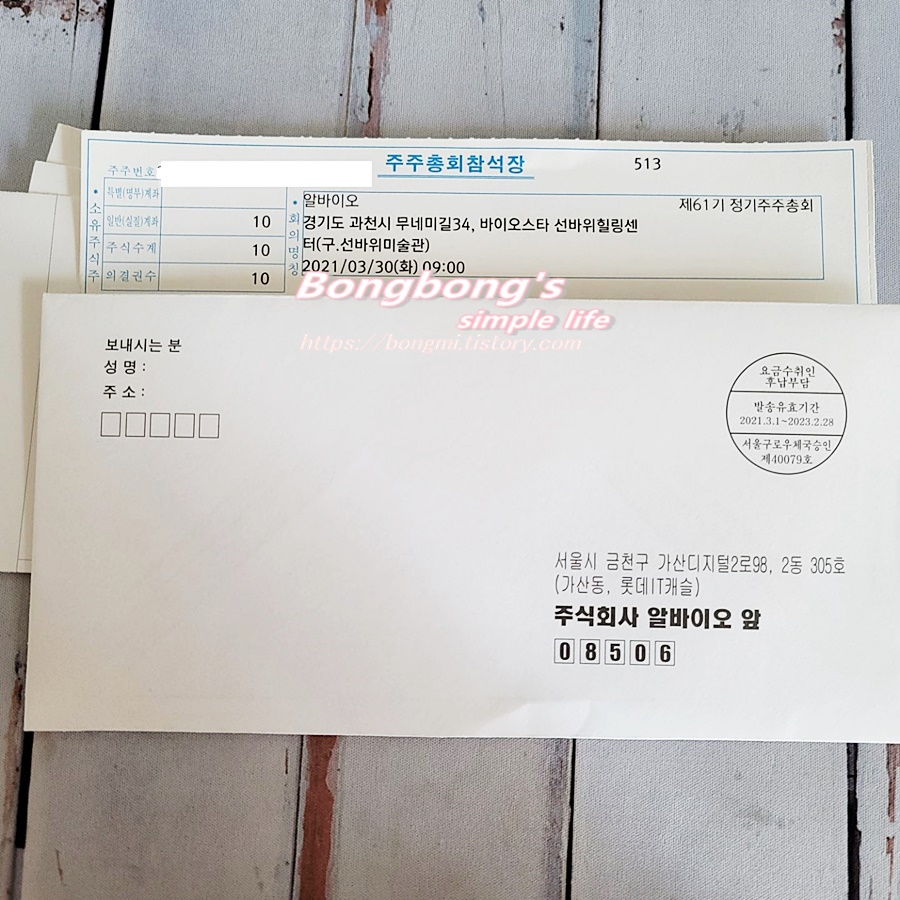 주주총회참석장
513
주주번호
특별(명부)계좌
일반(실질)계좌 10
주식수계 10
의결권수 10
•소유주식주
•회의명칭
알바이오
제61기 정기주주총회
경기도 과천시 무네미길34, 바이오스타 선바위힐링센
터(구.선바위미술관)
2021/03/30(화) 09:00
Bongbong's
simple life
https://bongmi.tistory.com
보내시는 분
성 명 :
주 소 :
요금수취인
후납부담
발송유효기간
2021.3.1~2023.2.28
서울구로우체국승인
제40079호
서울시 금천구 가산디지털2로98, 2동 305호
(가산동, 롯데IT캐슬)
주식회사 알바이오 앞
08506